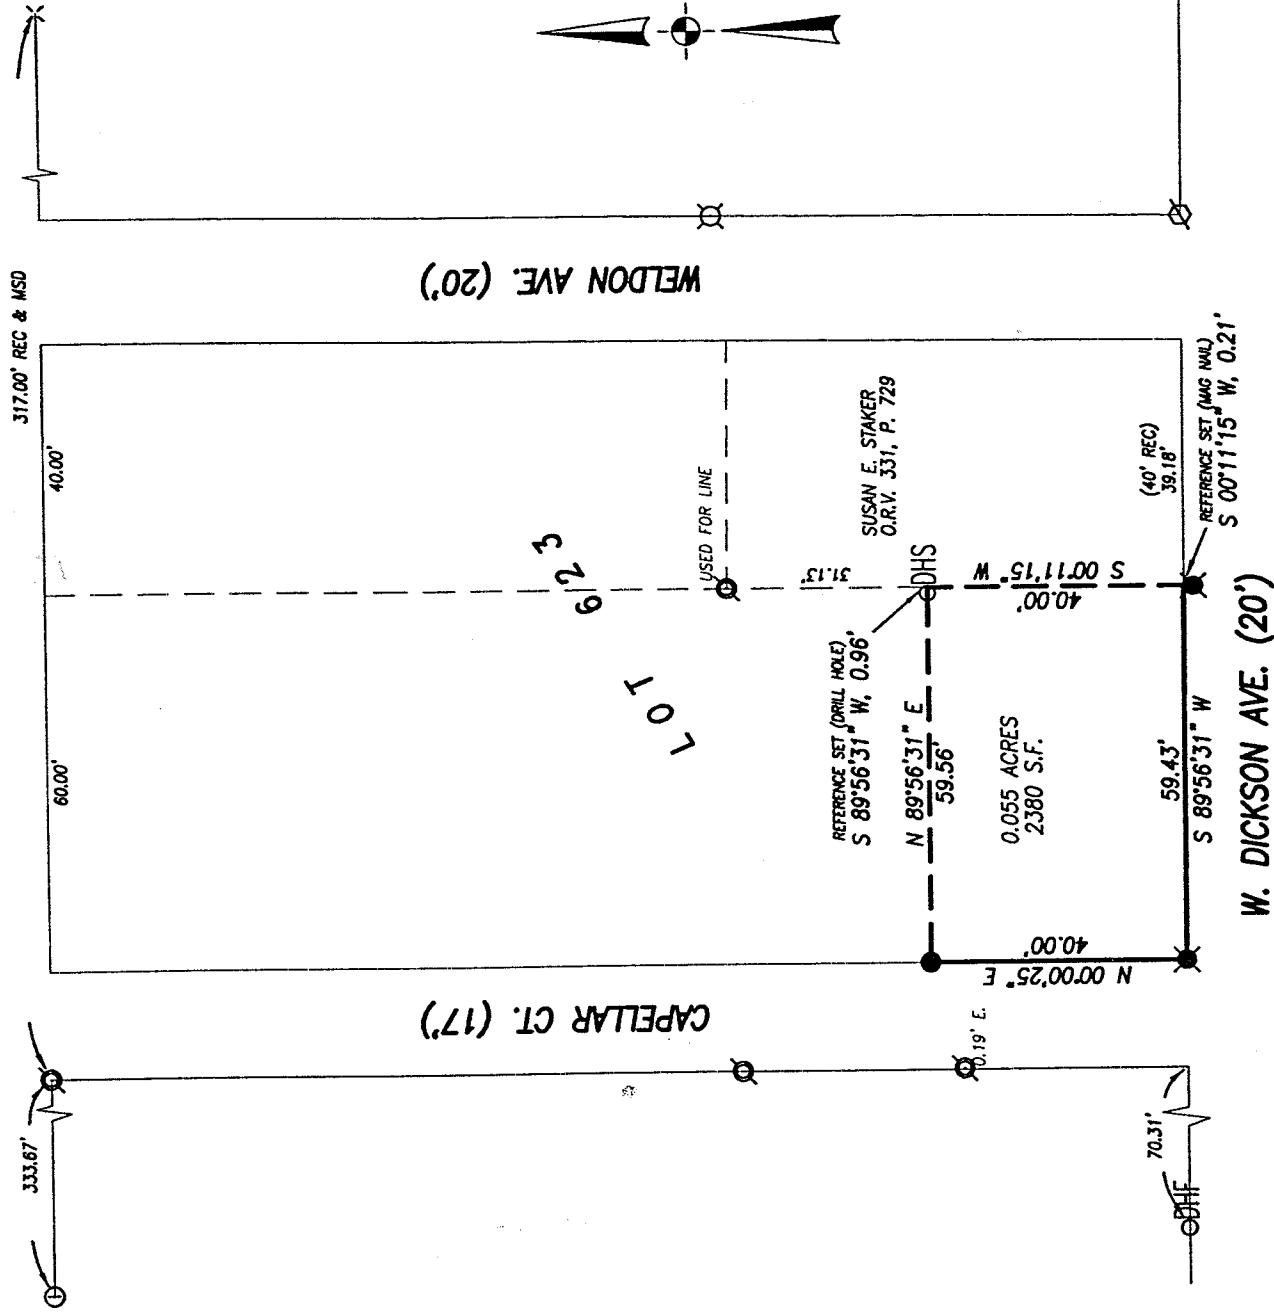 317.00' REC & MSD
WELDON AVE. (20')
40.00'
60.00'
USED FOR LINE
LOT 623
SUSAN E. STAKER
O.R.V. 331, P. 729
31.13'
DHS
REFERENCE SET (DRILL HOLE)
S 89°56'31" W, 0.96'
N 89°56'31" E
59.56'
S 00°11'15" W
40.00'
(40' REC)
39.18'
REFERENCE SET (MAG NAIL)
S 00°11'15" W, 0.21'
0.055 ACRES
2380 S.F.
59.43'
S 89°56'31" W
40.00'
N 00°00'25" E
W. DICKSON AVE. (20')
CAPELLAR CT. (17')
0.19' E.
333.67'
70.31'
DHF